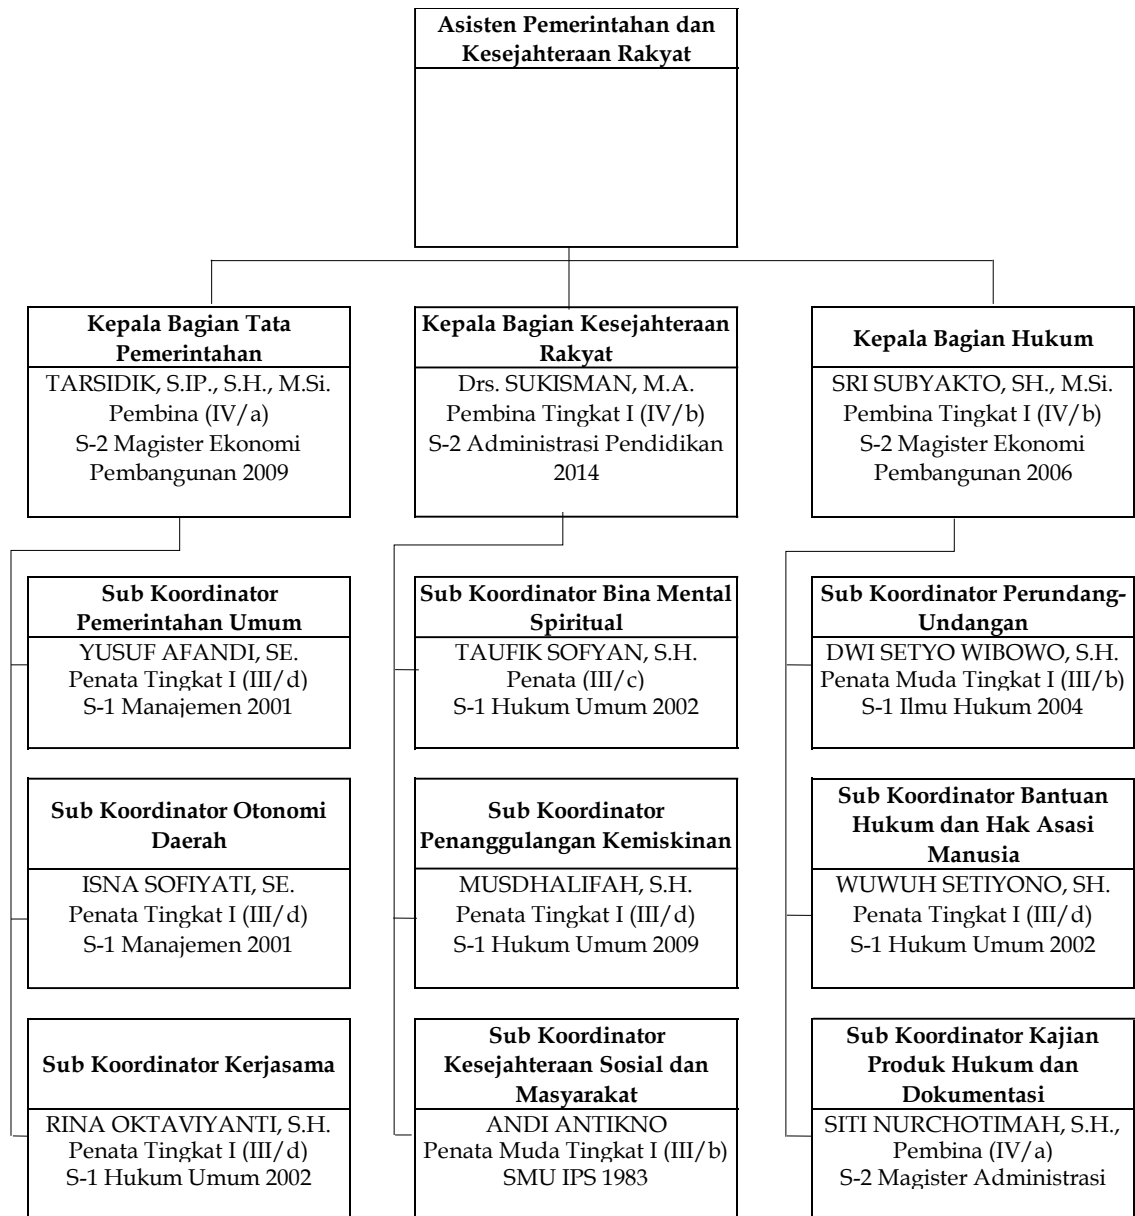 Asisten Pemerintahan dan
Kesejahteraan Rakyat
Kepala Bagian Tata
Pemerintahan
TARSIDIK, S.IP., S.H., M.Si.
Pembina (IV/a)
S-2 Magister Ekonomi
Pembangunan 2009
Kepala Bagian Kesejahteraan
Rakyat
Drs. SUKISMAN, M.A.
Pembina Tingkat I (IV/b)
S-2 Administrasi Pendidikan
2014
Kepala Bagian Hukum
SRI SUBYAKTO, SH., M.Si.
Pembina Tingkat I (IV/b)
S-2 Magister Ekonomi
Pembangunan 2006
Sub Koordinator
Pemerintahan Umum
YUSUF AFANDI, SE.
Penata Tingkat I (III/d)
S-1 Manajemen 2001
Sub Koordinator Bina Mental
Spiritual
TAUFIK SOFYAN, S.H.
Penata (III/c)
S-1 Hukum Umum 2002
Sub Koordinator Perundang-
Undangan
DWI SETYO WIBOWO, S.H.
Penata Muda Tingkat I (III/b)
S-1 Ilmu Hukum 2004
Sub Koordinator Otonomi
Daerah
ISNA SOFIYATI, SE.
Penata Tingkat I (III/d)
S-1 Manajemen 2001
Sub Koordinator
Penanggulangan Kemiskinan
MUSDHALIFAH, S.H.
Penata Tingkat I (III/d)
S-1 Hukum Umum 2009
Sub Koordinator Bantuan
Hukum dan Hak Asasi
Manusia
WUWUH SETIYONO, SH.
Penata Tingkat I (III/d)
S-1 Hukum Umum 2002
Sub Koordinator Kerjasama
RINA OKTAVIYANTI, S.H.
Penata Tingkat I (III/d)
S-1 Hukum Umum 2002
Sub Koordinator
Kesejahteraan Sosial dan
Masyarakat
ANDI ANTIKNO
Penata Muda Tingkat I (III/b)
SMU IPS 1983
Sub Koordinator Kajian
Produk Hukum dan
Dokumentasi
SITI NURCHOTIMAH, S.H.,
Pembina (IV/a)
S-2 Magister Administrasi